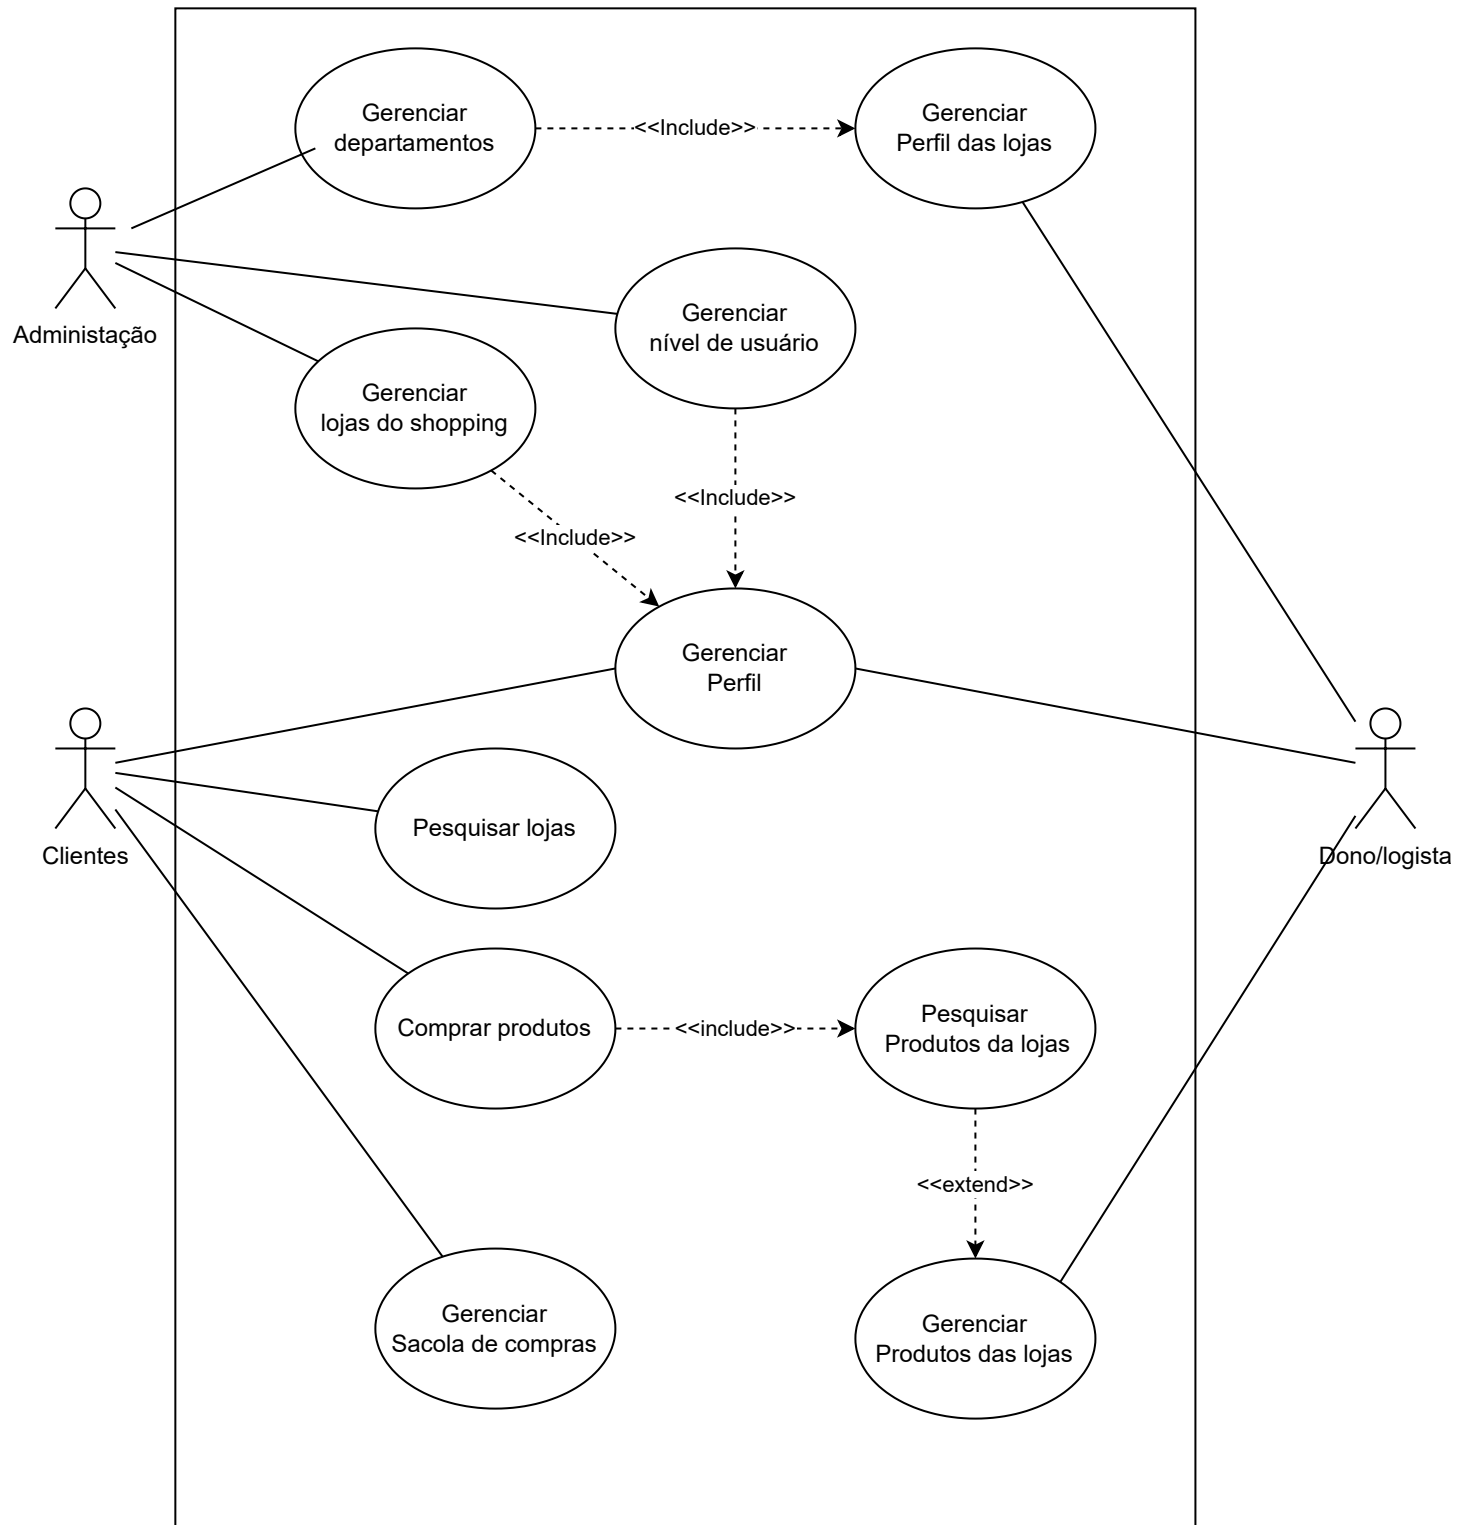 Gerenciar
departamentos
<<Include>>
Gerenciar
Perfil das lojas
Administação
Gerenciar
nível de usuário
Gerenciar
lojas do shopping
<<Include>>
<<Include>>
Gerenciar
Perfil
Clientes
Pesquisar lojas
Dono/logista
Comprar produtos
<<include>>
Pesquisar
Produtos da lojas
<<extend>>
Gerenciar
Sacola de compras
Gerenciar
Produtos das lojas